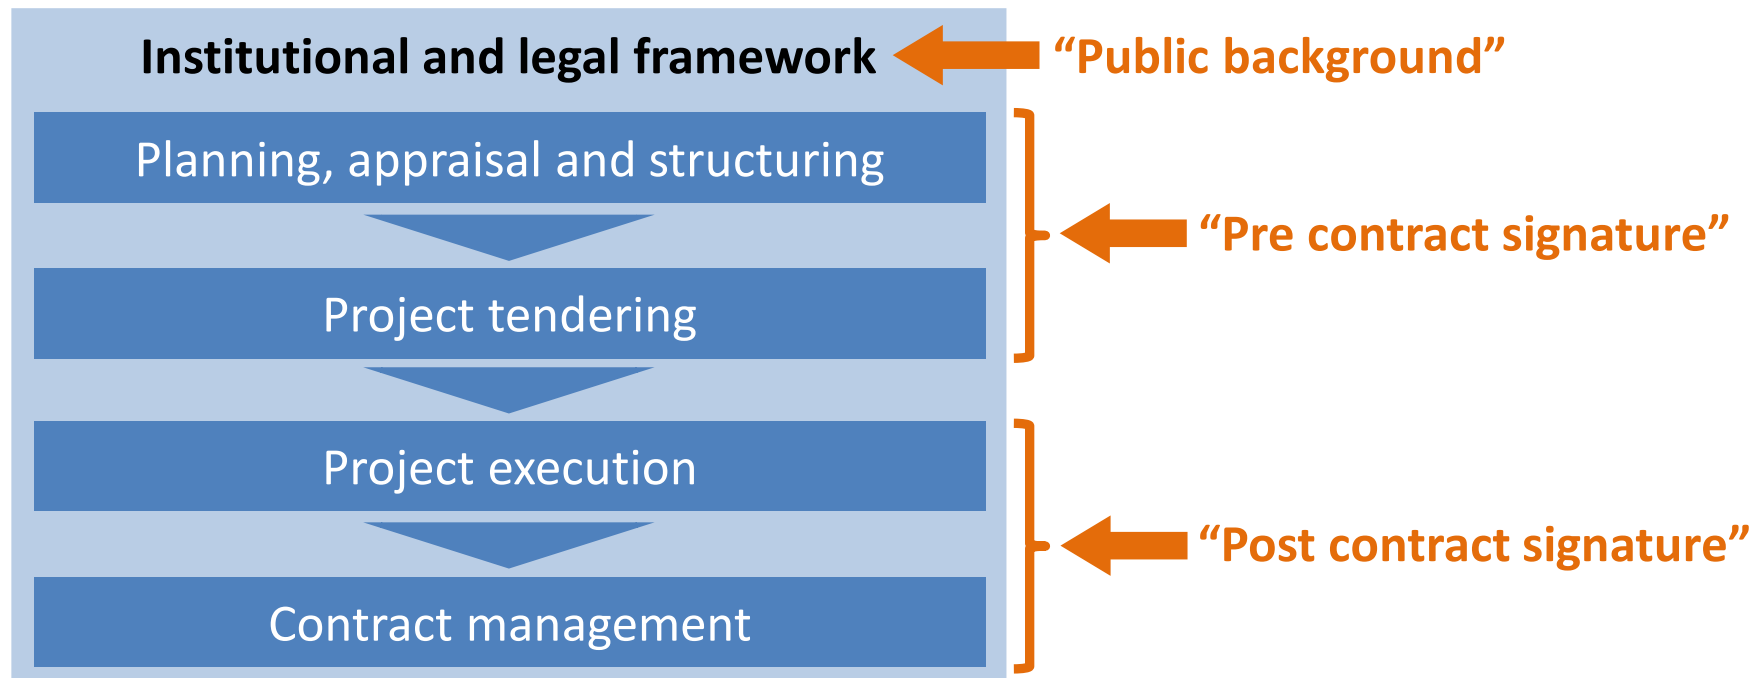 Institutional and legal framework
“Public background”
Planning, appraisal and structuring
“Pre contract signature”
Project tendering
Project execution
“Post contract signature”
Contract management